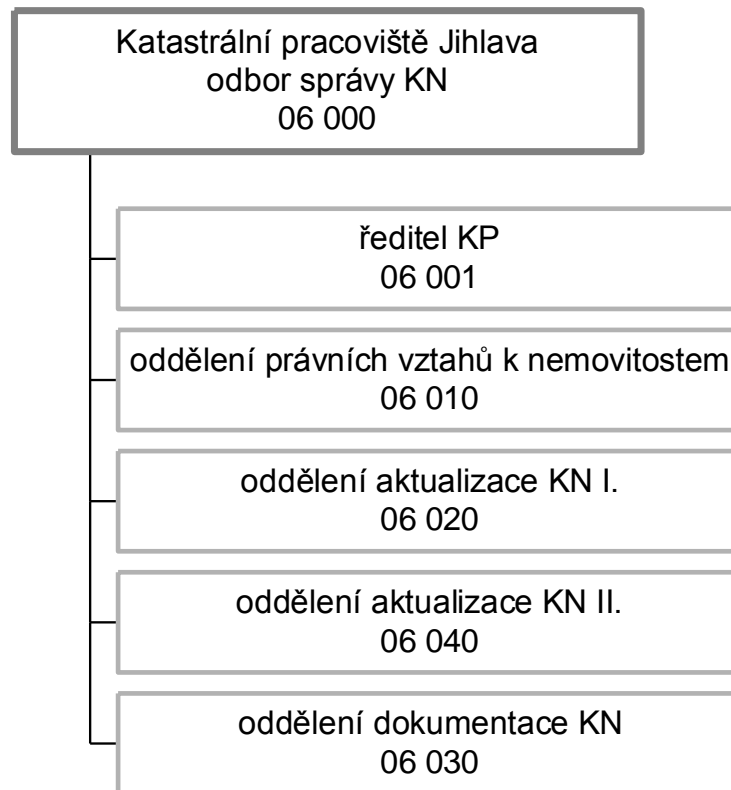 Katastrální pracoviště Jihlava
odbor správy KN
06 000
ředitel KP
06 001
oddělení právních vztahů k nemovitostem
06 010
oddělení aktualizace KN I.
06 020
oddělení aktualizace KN II.
06 040
oddělení dokumentace KN
06 030